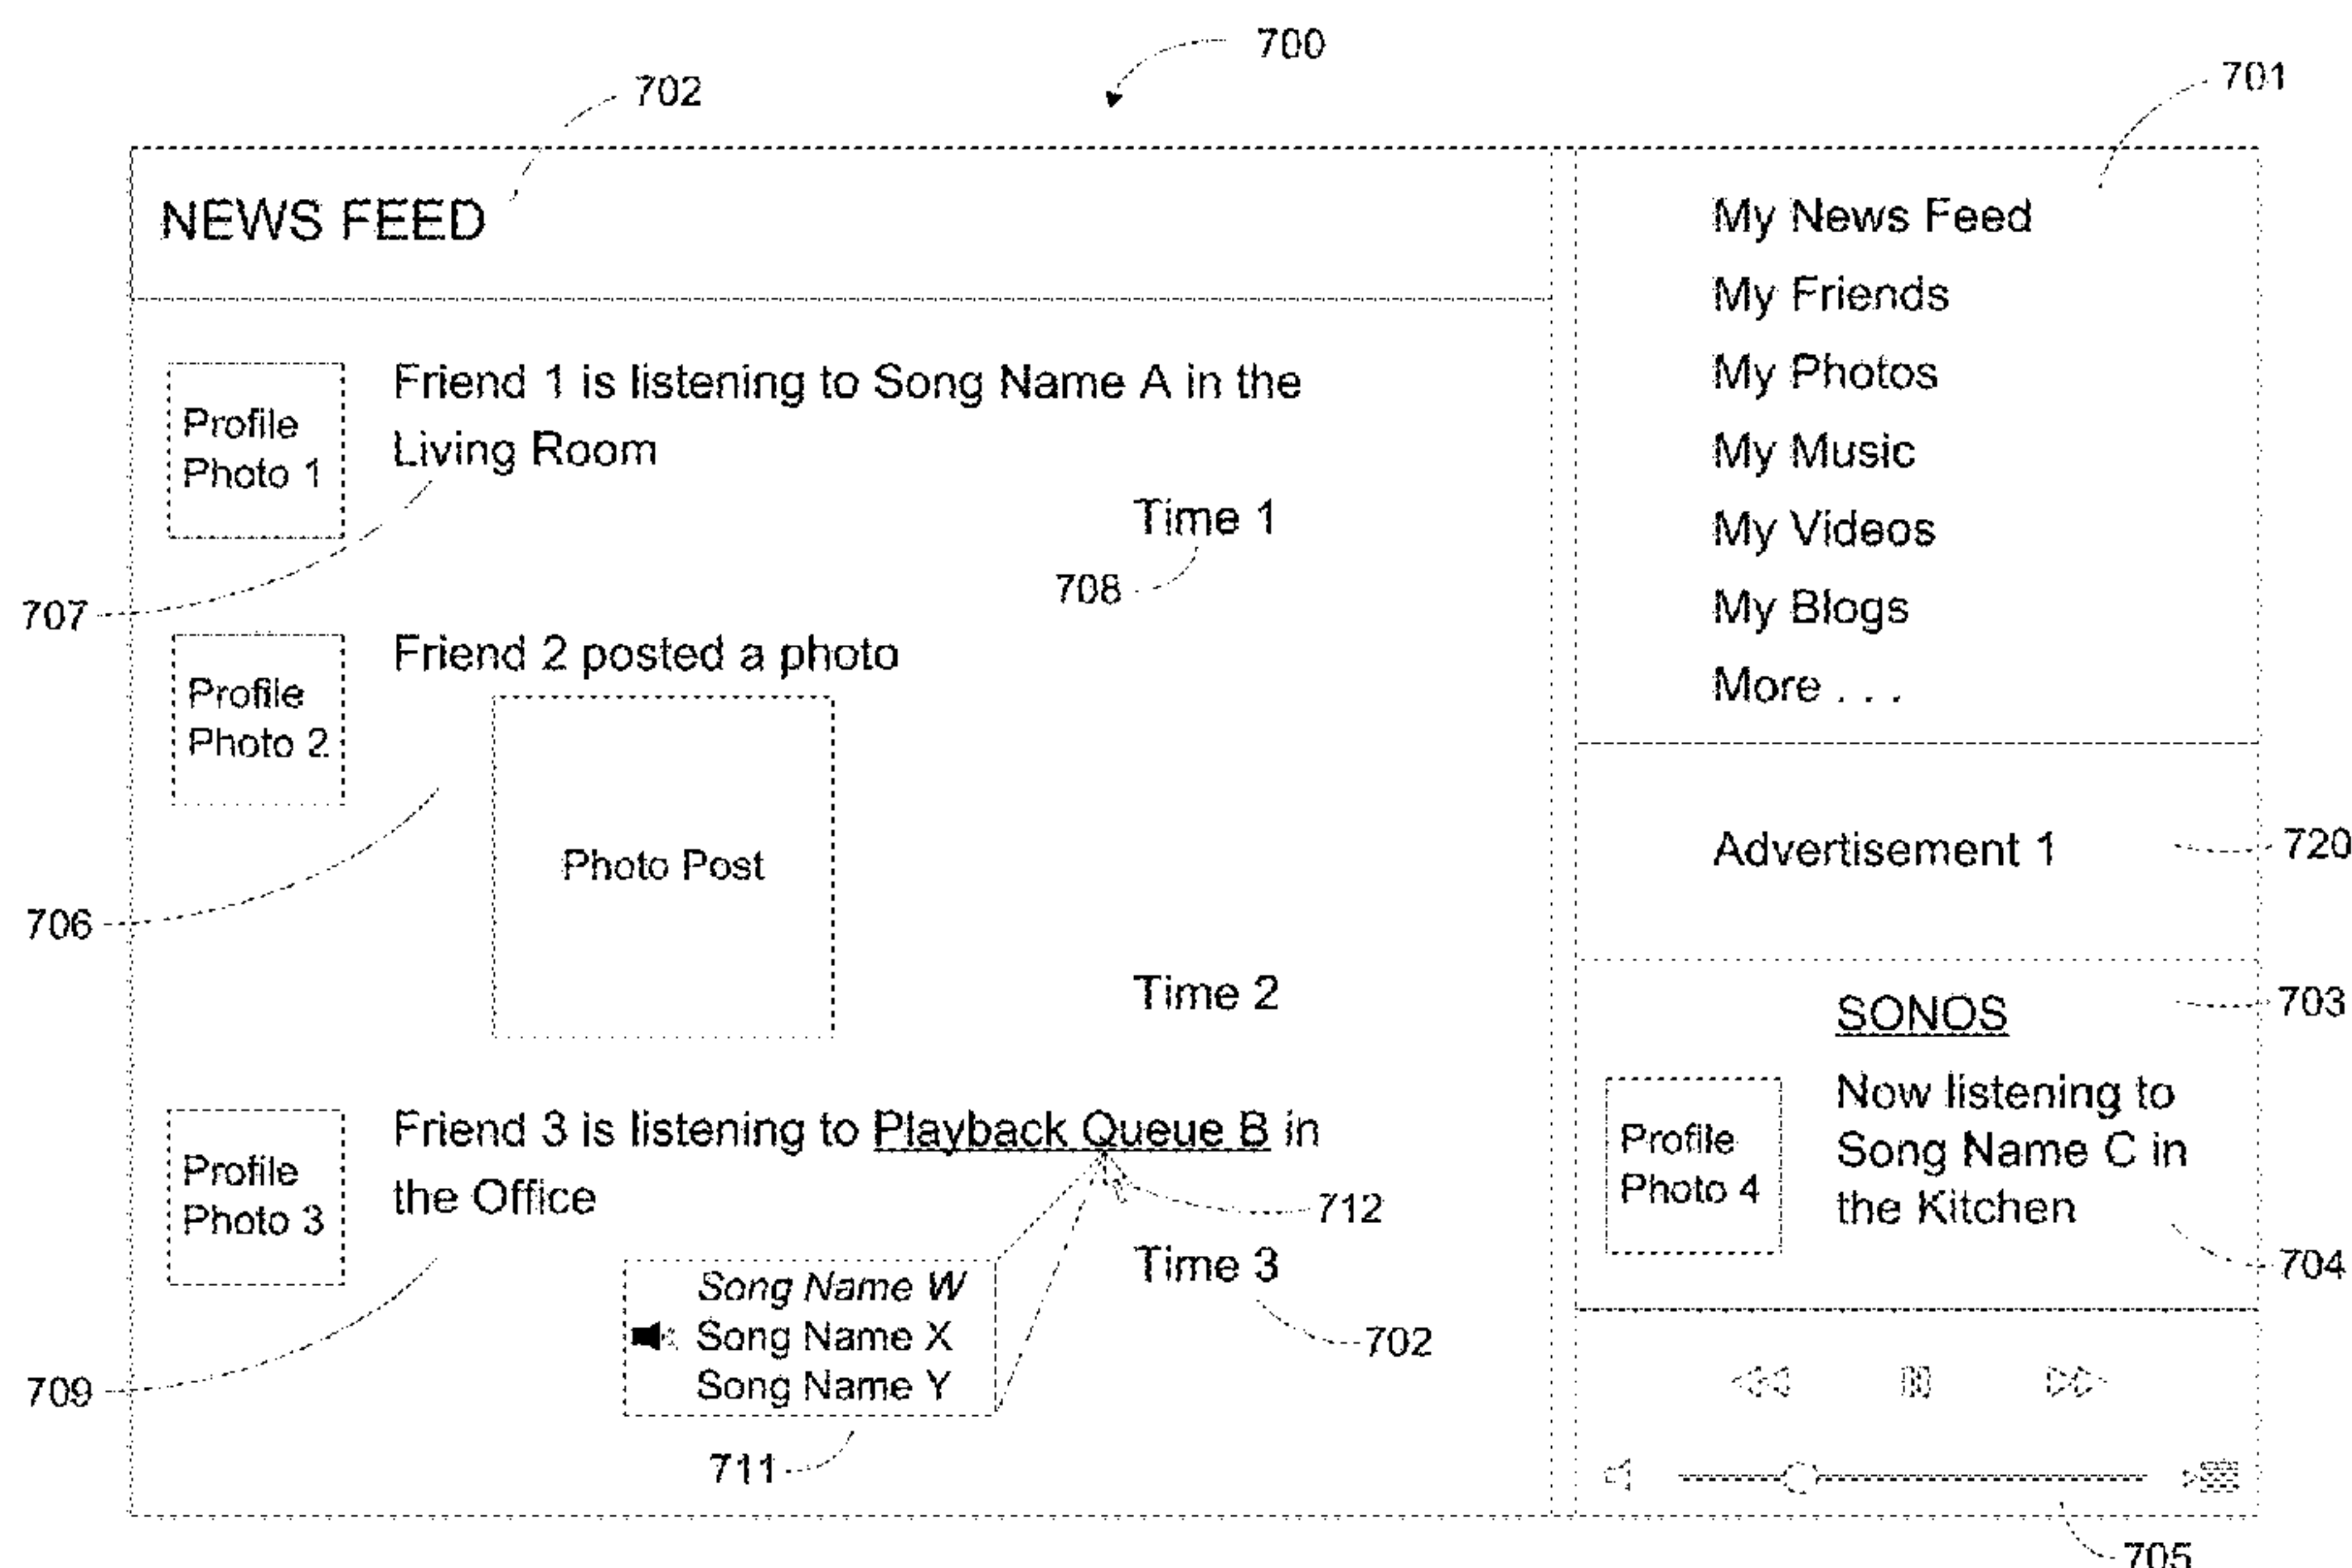 700
702
701
NEWS FEED
Profile
Photo 1
Friend 1 is listening to Song Name A in the
Living Room
Time 1
708
707
Profile
Photo 2
Friend 2 posted a photo
Photo Post
706
Time 2
Profile
Photo 3
Friend 3 is listening to Playback Queue B in
the Office
712
Time 3
702
Song Name W
Song Name X
Song Name Y
709
711
My News Feed
My Friends
My Photos
My Music
My Videos
My Blogs
More . . .
Advertisement 1
720
SONOS
703
Profile
Photo 4
Now listening to
Song Name C in
the Kitchen
704
705